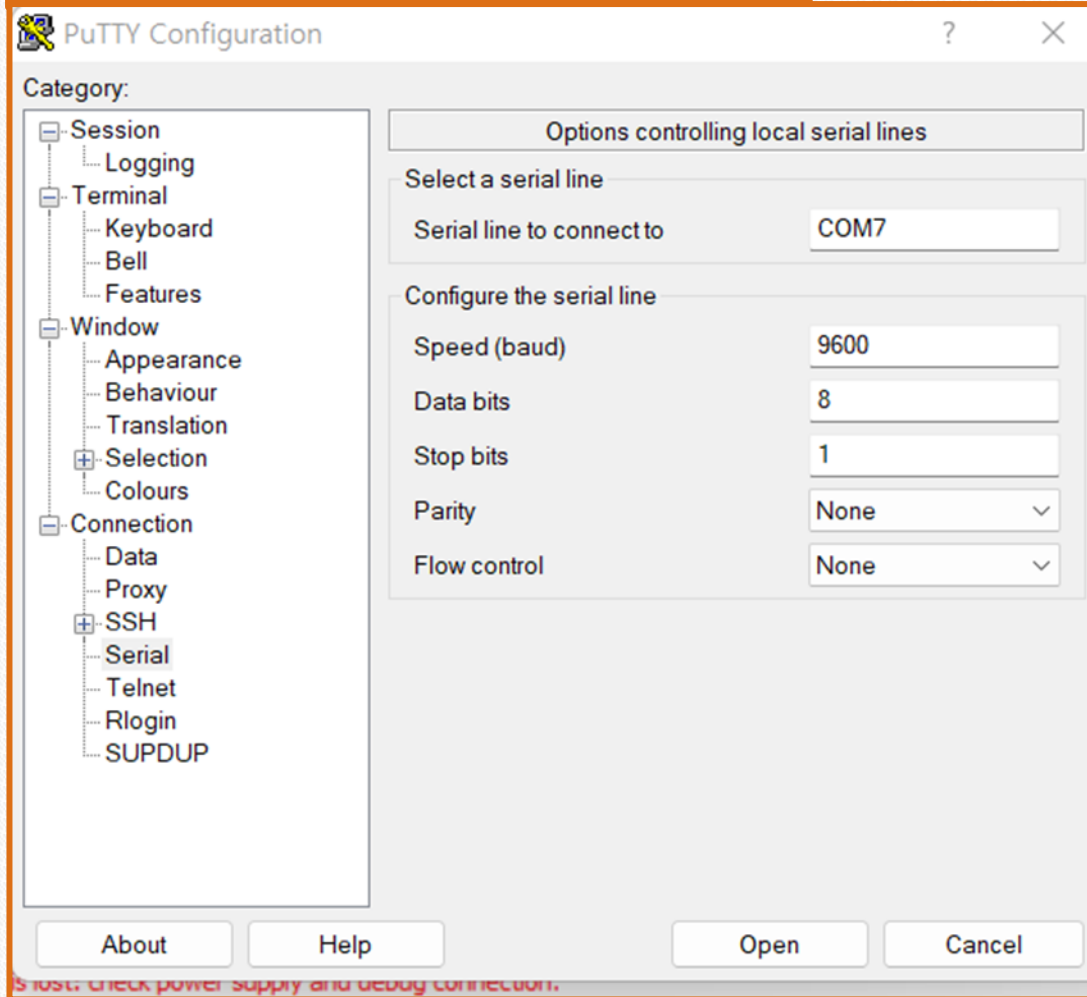 PuTTY Configuration
?
Category:
Session
Logging
Terminal
Keyboard
Bell
Features
Window
Appearance
Behaviour
Translation
Selection
Colours
Connection
Data
Proxy
SSH
Serial
Telnet
Rlogin
SUPDUP
Options controlling local serial lines
Select a serial line
Serial line to connect to COM7
Configure the serial line
Speed (baud) 9600
Data bits 8
Stop bits 1
Parity None
Flow control None
About Help Open Cancel
is lost: check power supply and debug connection.